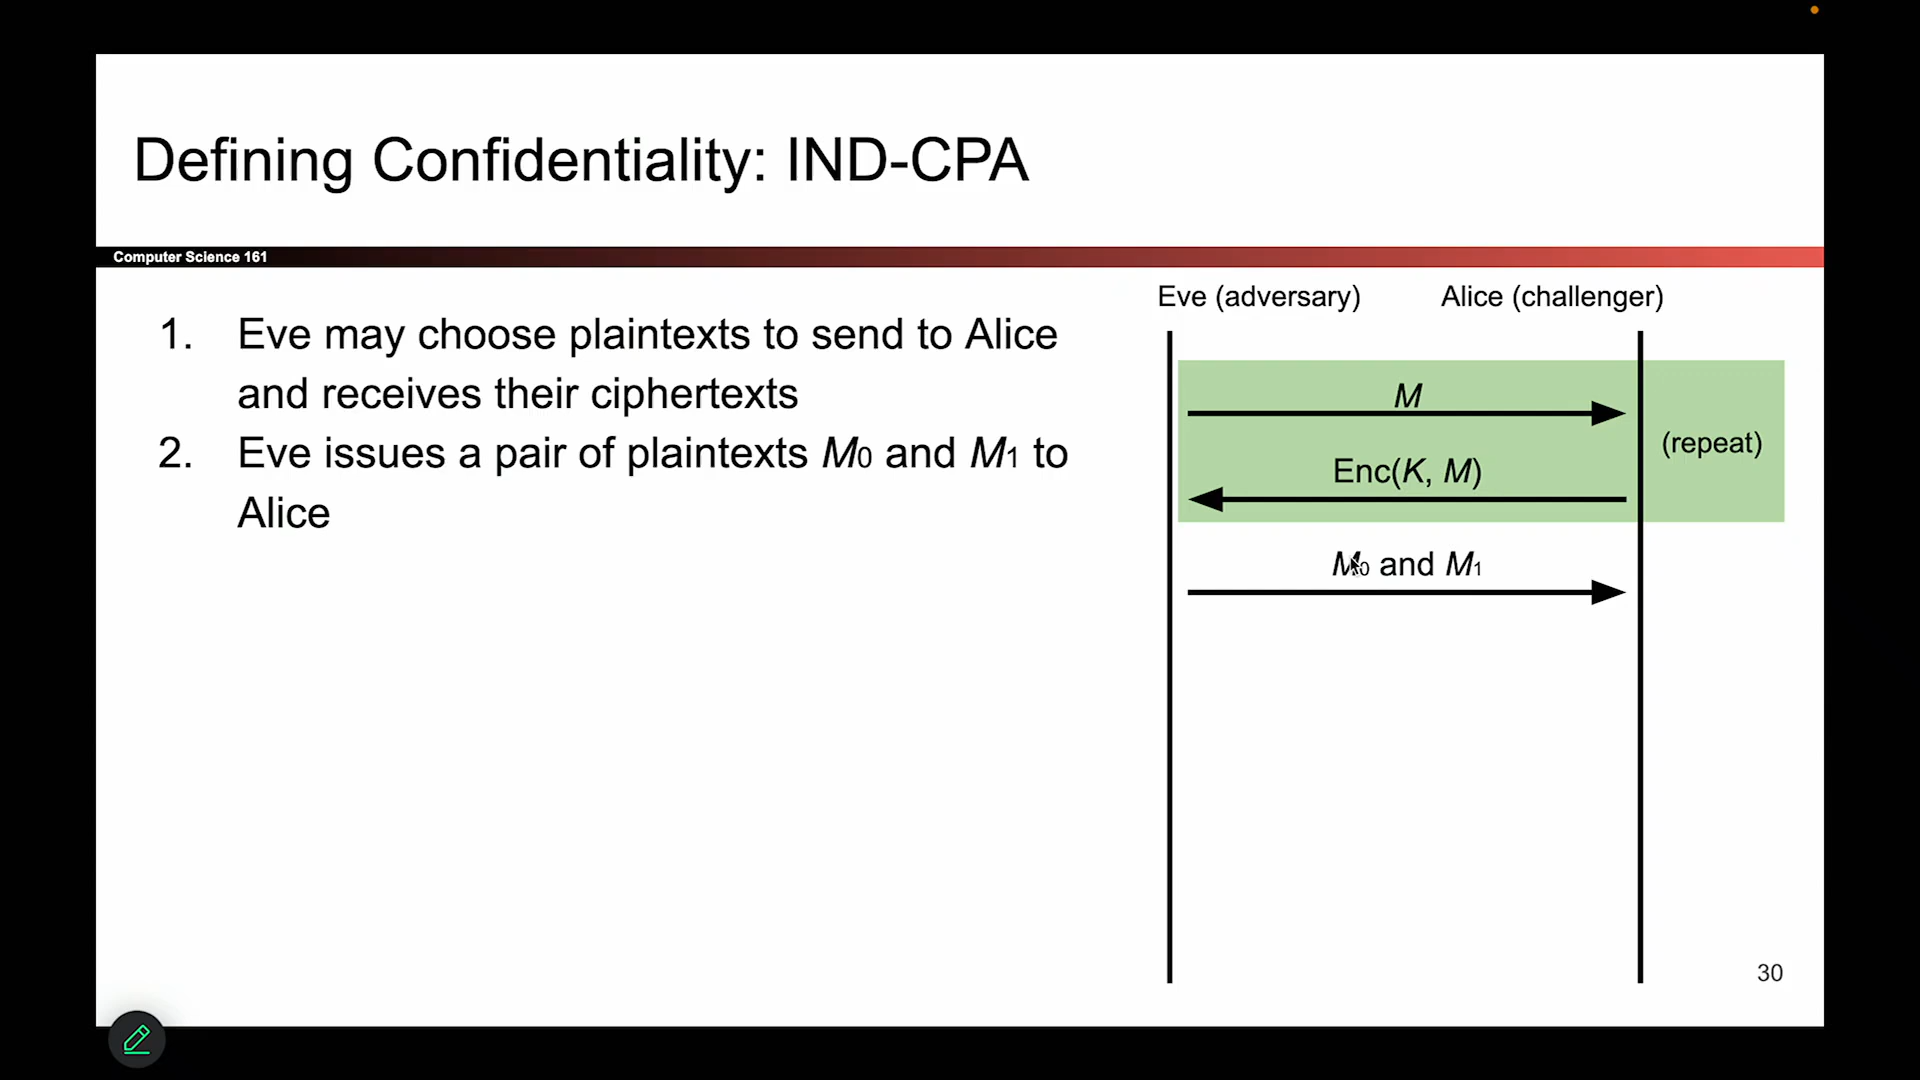 Defining Confidentiality: IND-CPA
Computer Science 161
1. Eve may choose plaintexts to send to Alice
and receives their ciphertexts
2. Eve issues a pair of plaintexts M0 and M1 to
Alice
Eve (adversary) Alice (challenger)
M
(repeat)
Enc(K, M)
M0 and M1
30